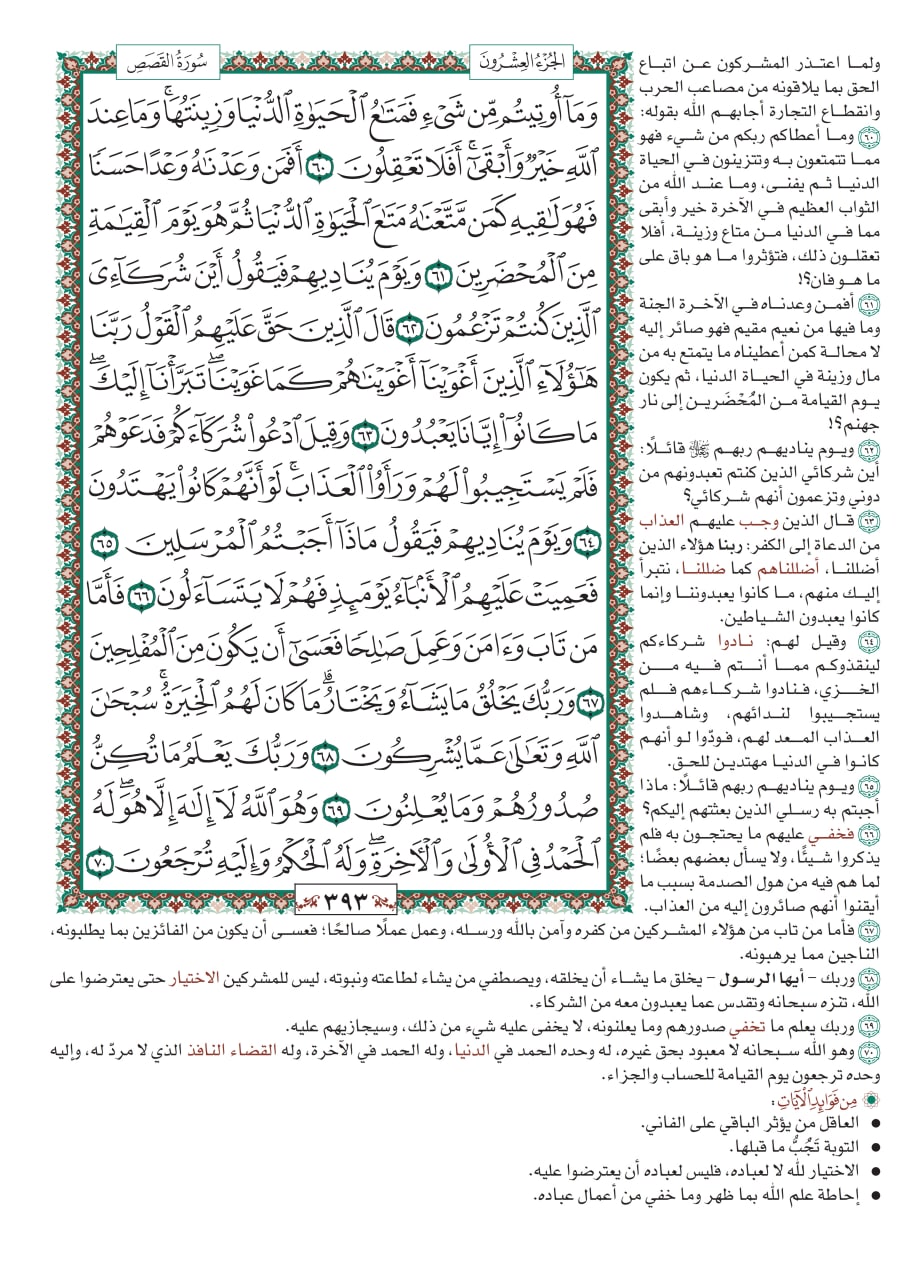 سُورَةُ القَصَصِ
الجُزْءُ العِشْرُونَ
وَمَآ أُوتِيتُم مِّن شَىْءٍ فَمَتَٰعُ ٱلْحَيَوٰةِ ٱلدُّنْيَا وَزِينَتُهَاۚ وَمَا عِندَ
ٱللَّهِ خَيْرٌ وَأَبْقَىٰٓۚ أَفَلَا تَعْقِلُونَ ٦٠ أَفَمَن وَعَدْنَٰهُ وَعْدًا حَسَنًا
فَهُوَ لَٰقِيهِ كَمَن مَّتَّعْنَٰهُ مَتَٰعَ ٱلْحَيَوٰةِ ٱلدُّنْيَا ثُمَّ هُوَ يَوْمَ ٱلْقِيَٰمَةِ
مِنَ ٱلْمُحْضَرِينَ ٦١ وَيَوْمَ يُنَادِيهِمْ فَيَقُولُ أَيْنَ شُرَكَآءِىَ
ٱلَّذِينَ كُنتُمْ تَزْعُمُونَ ٦٢ قَالَ ٱلَّذِينَ حَقَّ عَلَيْهِمُ ٱلْقَوْلُ رَبَّنَا
هَٰٓؤُلَآءِ ٱلَّذِينَ أَغْوَيْنَآ أَغْوَيْنَٰهُمْ كَمَا غَوَيْنَاۖ تَبَرَّأْنَآ إِلَيْكَۖ
مَا كَانُوٓا۟ إِيَّانَا يَعْبُدُونَ ٦٣ وَقِيلَ ٱدْعُوا۟ شُرَكَآءَكُمْ فَدَعَوْهُمْ
فَلَمْ يَسْتَجِيبُوا۟ لَهُمْ وَرَأَوُا۟ ٱلْعَذَابَۚ لَوْ أَنَّهُمْ كَانُوا۟ يَهْتَدُونَ
٦٤ وَيَوْمَ يُنَادِيهِمْ فَيَقُولُ مَاذَآ أَجَبْتُمُ ٱلْمُرْسَلِينَ ٦٥
فَعَمِيَتْ عَلَيْهِمُ ٱلْأَنۢبَآءُ يَوْمَئِذٍ فَهُمْ لَا يَتَسَآءَلُونَ ٦٦ فَأَمَّا
مَن تَابَ وَءَامَنَ وَعَمِلَ صَٰلِحًا فَعَسَىٰٓ أَن يَكُونَ مِنَ ٱلْمُفْلِحِينَ
٦٧ وَرَبُّكَ يَخْلُقُ مَا يَشَآءُ وَيَخْتَارُۗ مَا كَانَ لَهُمُ ٱلْخِيَرَةُۚ سُبْحَٰنَ
ٱللَّهِ وَتَعَٰلَىٰ عَمَّا يُشْرِكُونَ ٦٨ وَرَبُّكَ يَعْلَمُ مَا تُكِنُّ
صُدُورُهُمْ وَمَا يُعْلِنُونَ ٦٩ وَهُوَ ٱللَّهُ لَآ إِلَٰهَ إِلَّا هُوَۖ لَهُ
ٱلْحَمْدُ فِى ٱلْأُولَىٰ وَٱلْءَاخِرَةِۖ وَلَهُ ٱلْحُكْمُ وَإِلَيْهِ تُرْجَعُونَ ٧٠
٣٩٣
ولما اعتذر المشركون عن اتباع
الحق بما يلاقونه من مصاعب الحرب
وانقطاع التجارة أجابهم الله بقوله:
٦٠ وما أعطاكم ربكم من شيء فهو
مما تتمتعون به وتتزينون في الحياة
الدنيا ثم يفنى، وما عند الله من
الثواب العظيم في الآخرة خير وأبقى
مما في الدنيا من متاع وزينة، أفلا
تعقلون ذلك، فتؤثروا ما هو باق على
ما هو فان؟!
٦١ أفمن وعدناه في الآخرة الجنة
وما فيها من نعيم مقيم فهو صائر إليه
لا محالة كمن أعطيناه ما يتمتع به من
مال وزينة في الحياة الدنيا، ثم يكون
يوم القيامة من المُحْضَرين إلى نار
جهنم؟!
٦٢ ويوم يناديهم ربهم ﷻ قائلًا:
أين شركائي الذين كنتم تعبدونهم من
دوني وتزعمون أنهم شركائي؟
٦٣ قال الذين وجب عليهم العذاب
من الدعاة إلى الكفر: ربنا هؤلاء الذين
أضللنا، أضللناهم كما ضللنا، نتبرأ
إليك منهم، ما كانوا يعبدوننا وإنما
كانوا يعبدون الشياطين.
٦٤ وقيل لهم: نادوا شركاءكم
لينقذوكم مما أنتم فيه من
الخزي، فنادوا شركاءهم فلم
يستجيبوا لندائهم، وشاهدوا
العذاب المعد لهم، فودّوا لو أنهم
كانوا في الدنيا مهتدين للحق.
٦٥ ويوم يناديهم ربهم قائلًا: ماذا
أجبتم به رسلي الذين بعثتهم إليكم؟
٦٦ فخفي عليهم ما يحتجون به فلم
يذكروا شيئًا، ولا يسأل بعضهم بعضًا؛
لما هم فيه من هول الصدمة بسبب ما
أيقنوا أنهم صائرون إليه من العذاب.
٦٧ فأما من تاب من هؤلاء المشركين من كفره وآمن بالله ورسله، وعمل عملًا صالحًا؛ فعسى أن يكون من الفائزين بما يطلبونه،
الناجين مما يرهبونه.
٦٨ وربك – أيها الرسول – يخلق ما يشاء أن يخلقه، ويصطفي من يشاء لطاعته ونبوته، ليس للمشركين الاختيار حتى يعترضوا على
الله، تنزه سبحانه وتقدس عما يعبدون معه من الشركاء.
٦٩ وربك يعلم ما تخفي صدورهم وما يعلنونه، لا يخفى عليه شيء من ذلك، وسيجازيهم عليه.
٧٠ وهو الله سبحانه لا معبود بحق غيره، له وحده الحمد في الدنيا، وله الحمد في الآخرة، وله القضاء النافذ الذي لا مردّ له، وإليه
وحده ترجعون يوم القيامة للحساب والجزاء.
مِن فَوَائِدِ الآيَاتِ:
• العاقل من يؤثر الباقي على الفاني.
• التوبة تَجُبُّ ما قبلها.
• الاختيار لله لا لعباده، فليس لعباده أن يعترضوا عليه.
• إحاطة علم الله بما ظهر وما خفي من أعمال عباده.